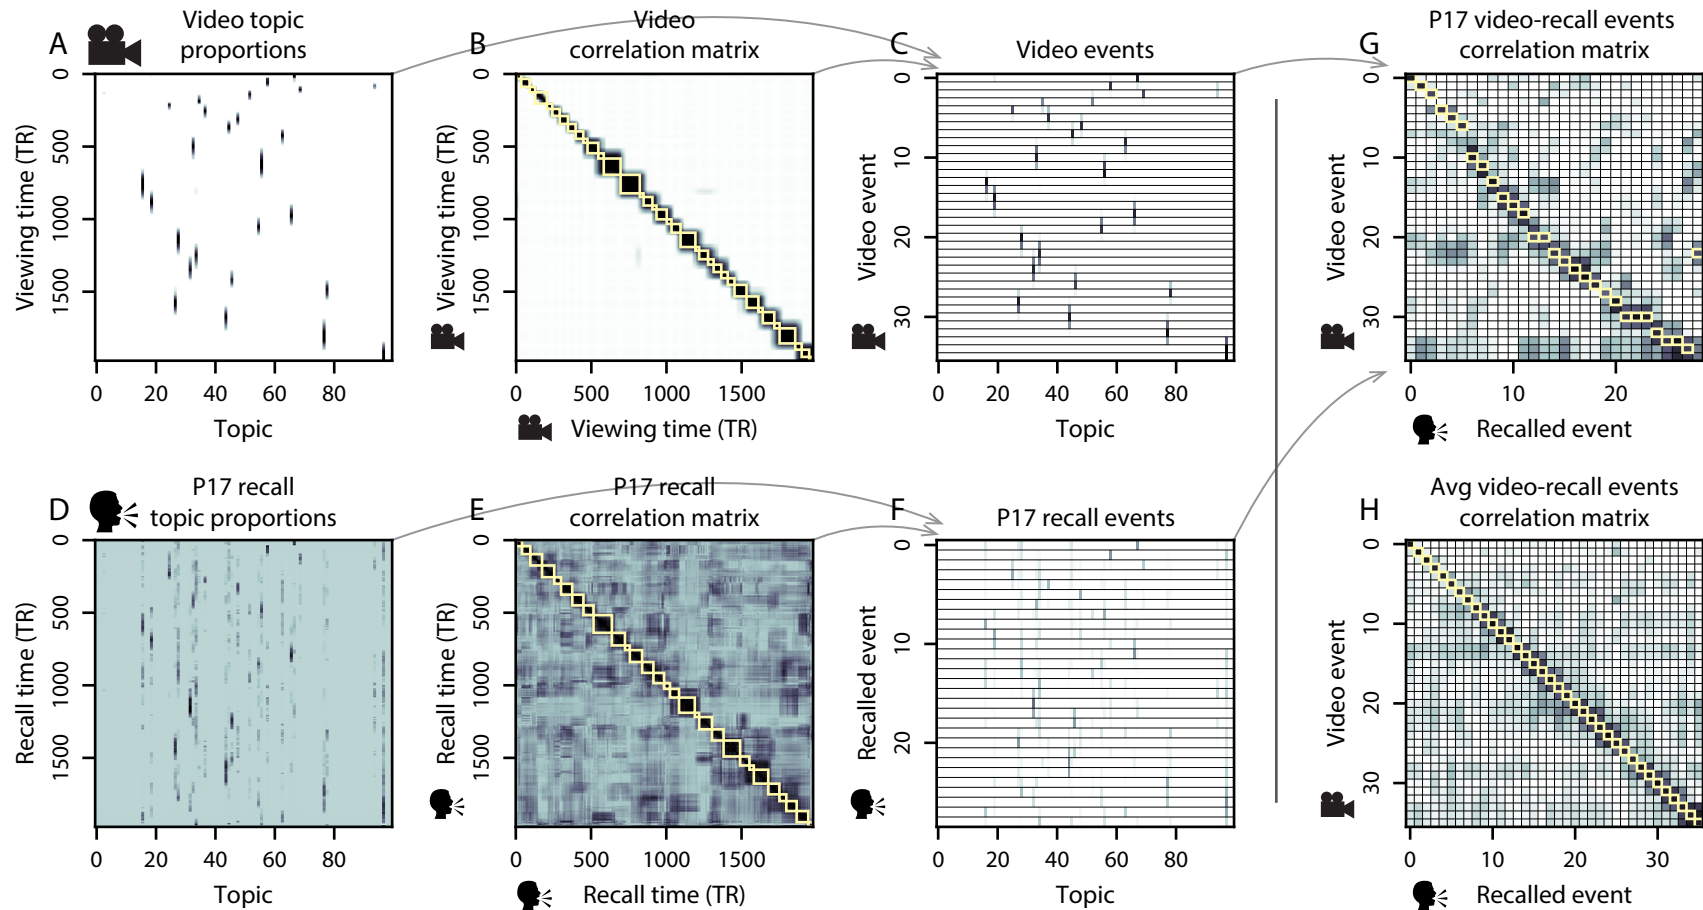 A
Video topic
proportions
0
500
1000
1500
Viewing time (TR)
0
20
40
60
80
Topic
B
Video
correlation matrix
0
500
1000
1500
Viewing time (TR)
0
500
1000
1500
Viewing time (TR)
C
Video events
0
10
20
30
Video event
0
20
40
60
80
Topic
G
P17 video-recall events
correlation matrix
0
10
20
30
Video event
0
10
20
Recalled event
D
P17 recall
topic proportions
0
500
1000
1500
Recall time (TR)
0
20
40
60
80
Topic
E
P17 recall
correlation matrix
0
500
1000
1500
Recall time (TR)
0
500
1000
1500
Recall time (TR)
F
P17 recall events
0
10
20
Recalled event
0
20
40
60
80
Topic
H
Avg video-recall events
correlation matrix
0
10
20
30
Video event
0
10
20
30
Recalled event